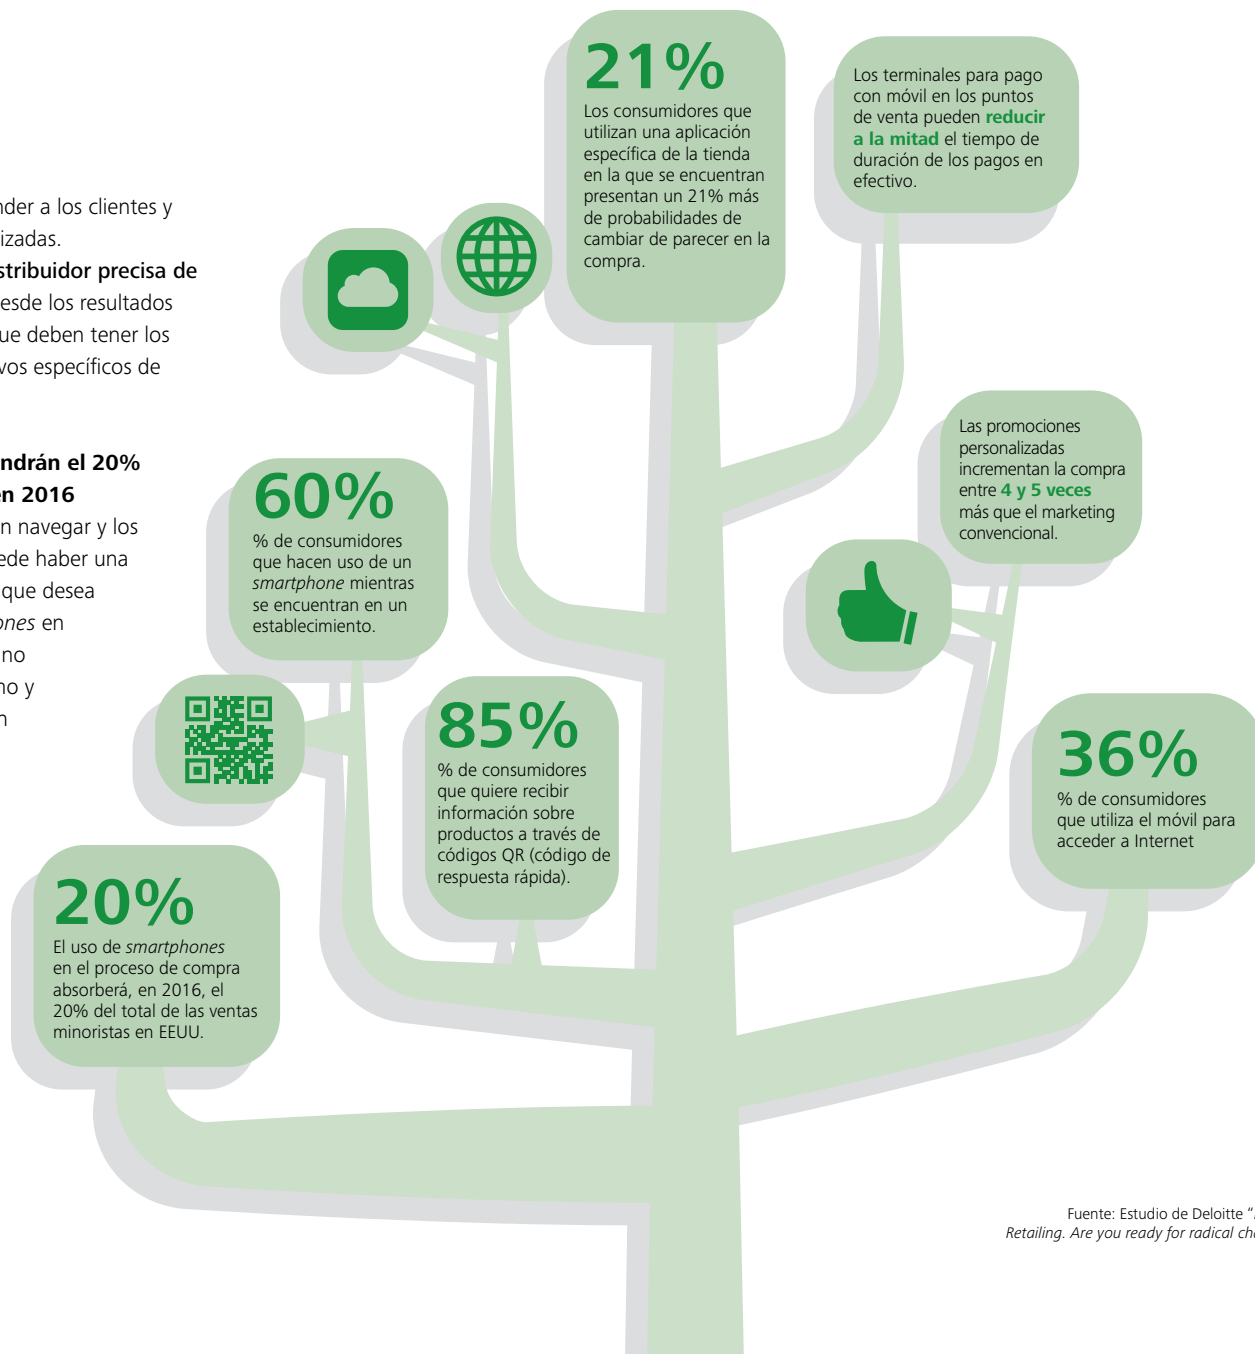 nder a los clientes y
izadas.
stribuidor precisa de
esde los resultados
ue deben tener los
vos específicos de
ndrán el 20%
en 2016
n navegar y los
ede haber una
que desea
ones en
no
no y
n
21%
Los consumidores que
utilizan una aplicación
específica de la tienda
en la que se encuentran
presentan un 21% más
de probabilidades de
cambiar de parecer en la
compra.
Los terminales para pago
con móvil en los puntos
de venta pueden reducir
a la mitad el tiempo de
duración de los pagos en
efectivo.
Las promociones
personalizadas
incrementan la compra
entre 4 y 5 veces
más que el marketing
convencional.
60%
% de consumidores
que hacen uso de un
smartphone mientras
se encuentran en un
establecimiento.
85%
% de consumidores
que quiere recibir
información sobre
productos a través de
códigos QR (código de
respuesta rápida).
36%
% de consumidores
que utiliza el móvil para
acceder a Internet
20%
El uso de smartphones
en el proceso de compra
absorberá, en 2016, el
20% del total de las ventas
minoristas en EEUU.
Fuente: Estudio de Deloitte “
Retailing. Are you ready for radical